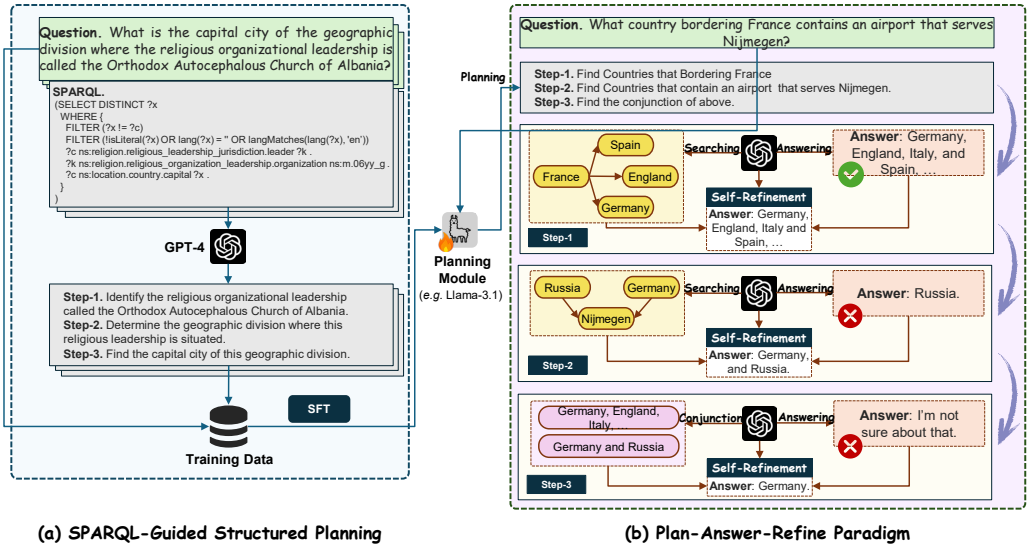 Question. What is the capital city of the geographic
division where the religious organizational leadership is
called the Orthodox Autocephalous Church of Albania?
SPARQL.
(SELECT DISTINCT ?x
WHERE {
FILTER (?x != ?c)
FILTER (!isLiteral(?x) OR lang(?x) = '' OR langMatches(lang(?x), 'en'))
?c ns:religion.religious_leadership_jurisdiction.leader ?k .
?k ns:religion.religious_organization_leadership.organization ns:m.06yy_g .
?c ns:location.country.capital ?x .
}
)
GPT-4
Step-1. Identify the religious organizational leadership
called the Orthodox Autocephalous Church of Albania.
Step-2. Determine the geographic division where this
religious leadership is situated.
Step-3. Find the capital city of this geographic division.
SFT
Training Data
(a) SPARQL-Guided Structured Planning
Planning
Planning
Module
(e.g. Llama-3.1)
Question. What country bordering France contains an airport that serves
Nijmegen?
Step-1. Find Countries that Bordering France
Step-2. Find Countries that contain an airport that serves Nijmegen.
Step-3. Find the conjunction of above.
France
Spain
England
Germany
Step-1
Searching
Answering
Self-Refinement
Answer: Germany,
England, Italy and
Spain, ...
Answer: Germany,
England, Italy, and
Spain, ...
Russia
Germany
Nijmegen
Step-2
Searching
Answering
Self-Refinement
Answer: Germany,
and Russia.
Answer: Russia.
Germany, England,
Italy, ...
Germany and Russia
Step-3
Conjunction
Answering
Self-Refinement
Answer: Germany.
Answer: I'm not
sure about that.
(b) Plan-Answer-Refine Paradigm